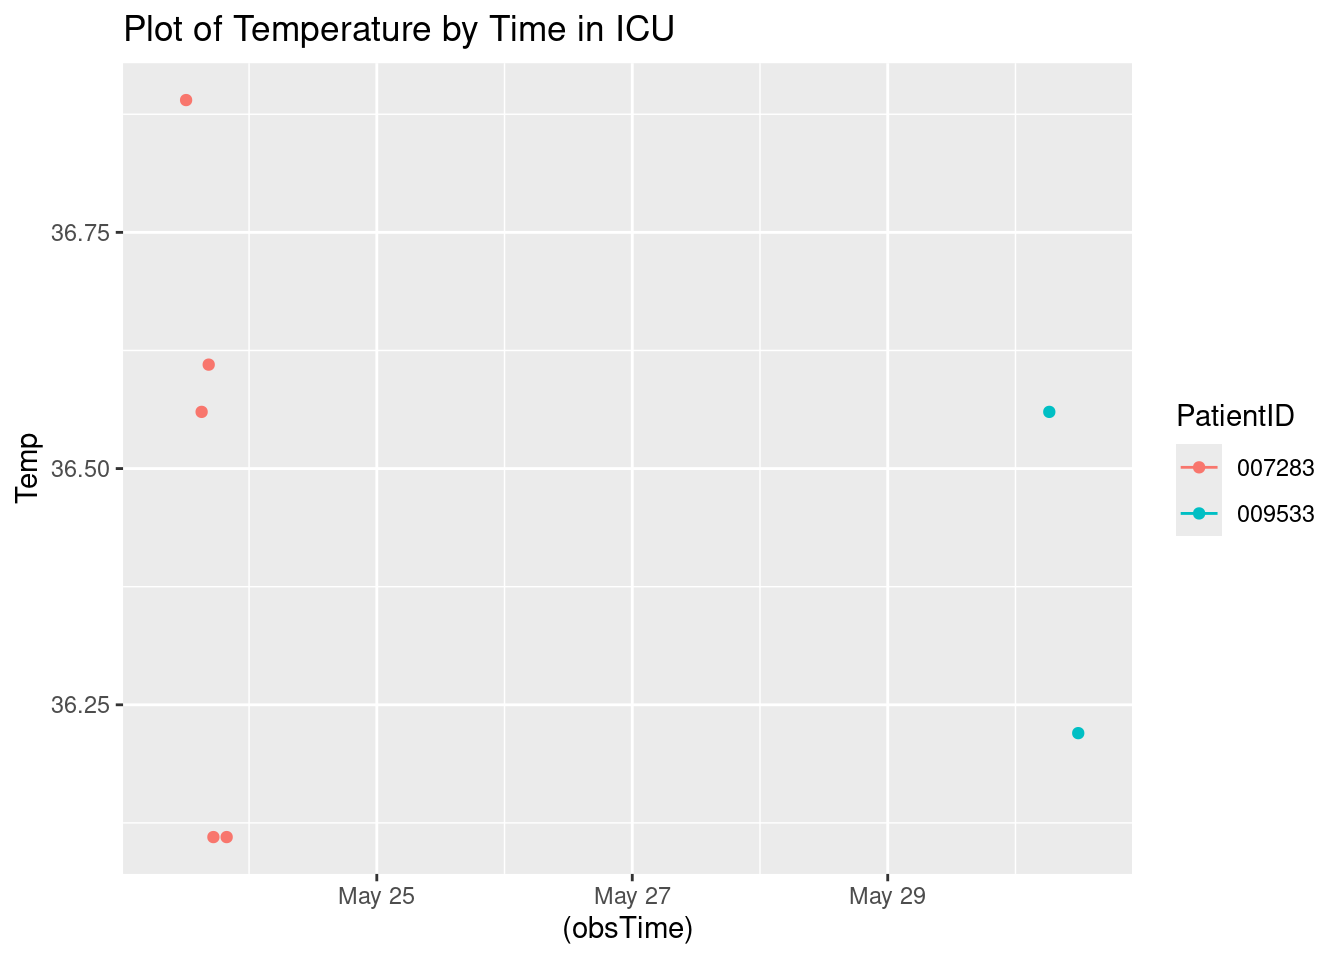 Plot of Temperature by Time in ICU
Temp
36.75
36.50
36.25
May 25
May 27
May 29
(obsTime)
PatientID
007283
009533